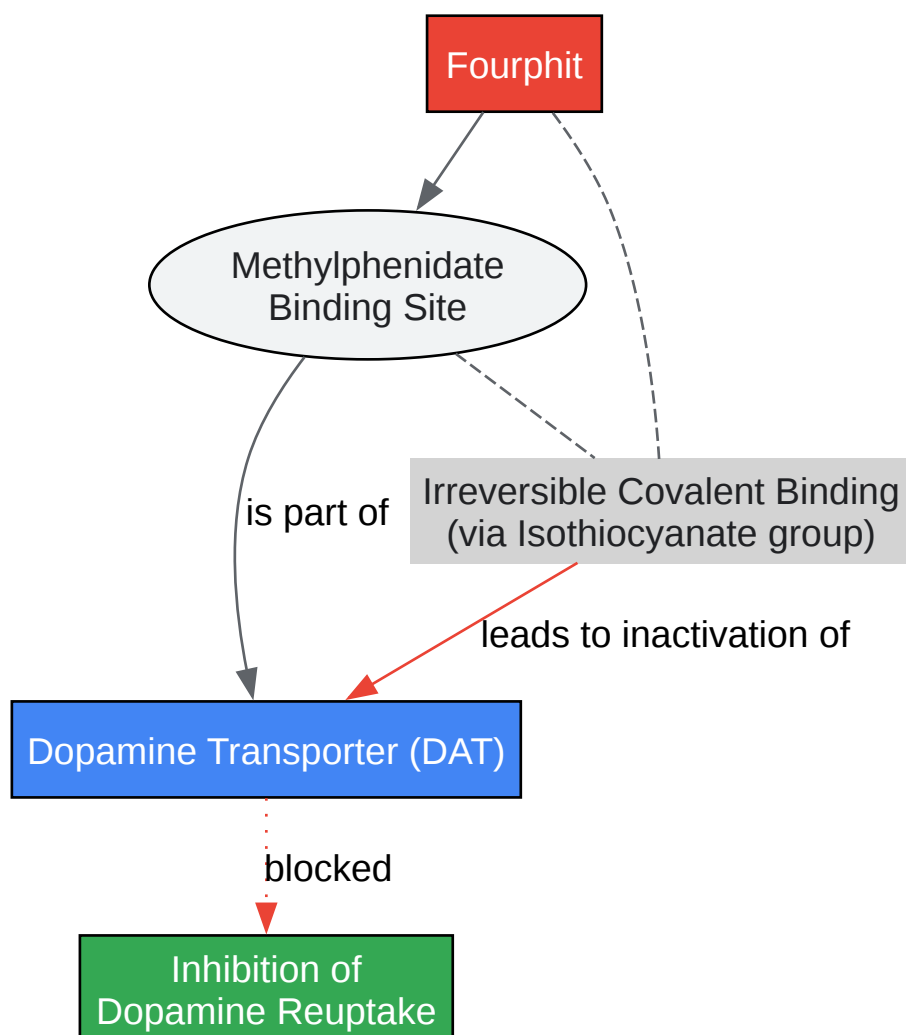 Fourphit
Methylphenidate
Binding Site
is part of
Irreversible Covalent Binding
(via Isothiocyanate group)
leads to inactivation of
Dopamine Transporter (DAT)
blocked
Inhibition of
Dopamine Reuptake